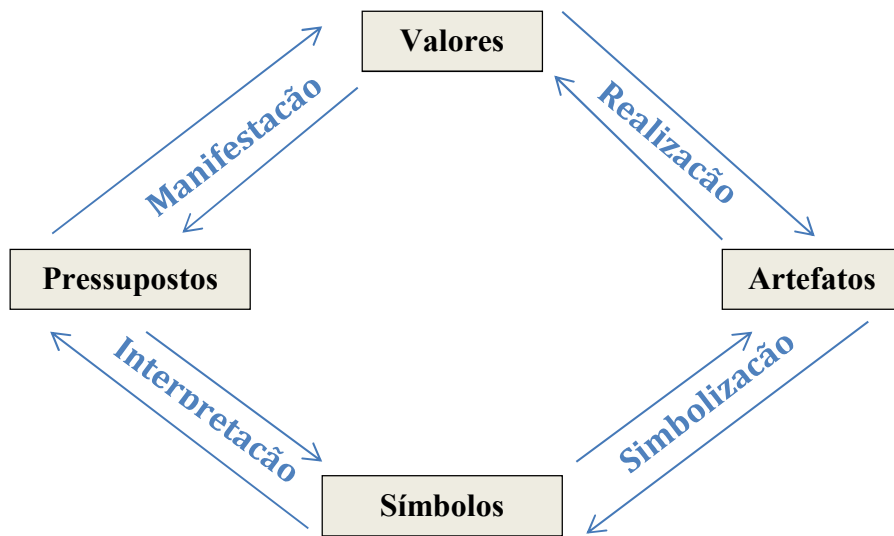 Valores
Manifestacão
Realizacão
Pressupostos
Artefatos
Interpretacão
Simbolizacão
Símbolos